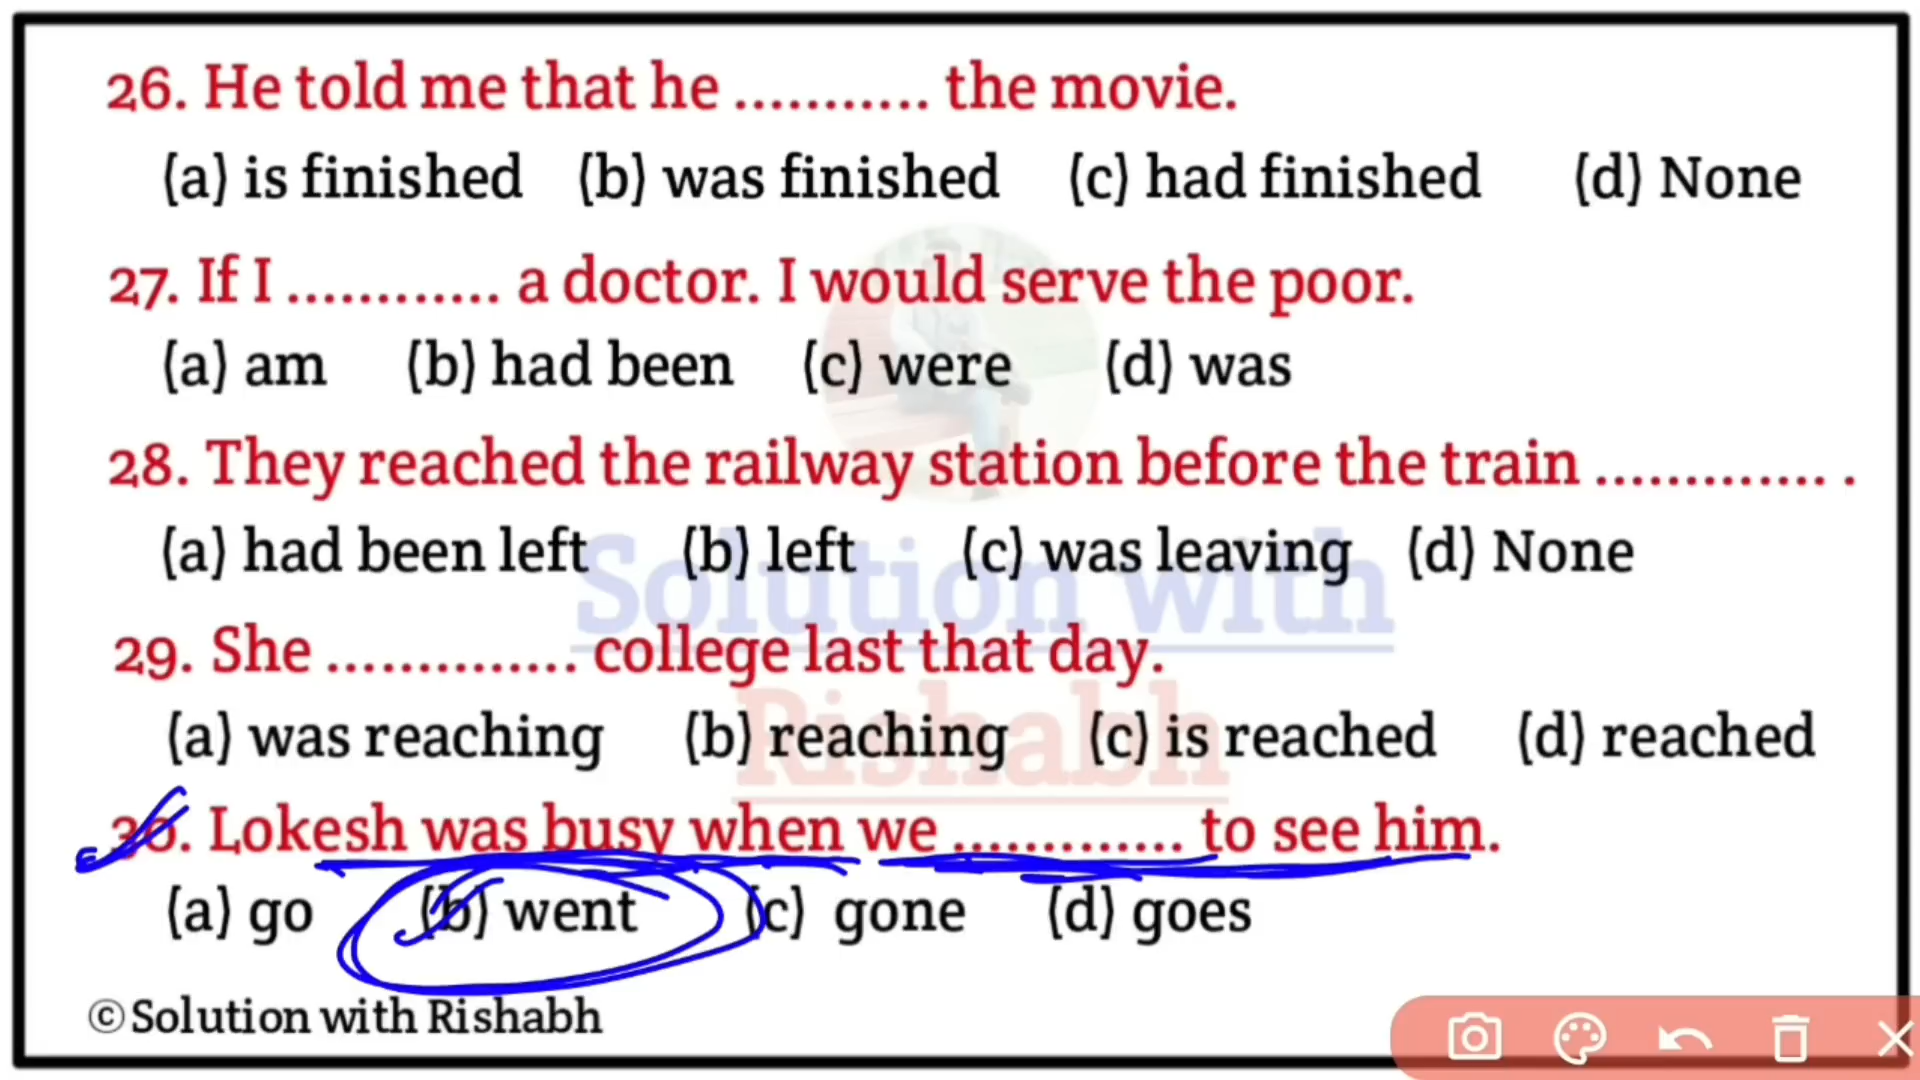 26. He told me that he ........... the movie.
(a) is finished (b) was finished (c) had finished (d) None
27. If I ............ a doctor. I would serve the poor.
(a) am (b) had been (c) were (d) was
28. They reached the railway station before the train ............. .
(a) had been left (b) left (c) was leaving (d) None
Solution with
29. She .............. college last that day.
Rishabh
(a) was reaching (b) reaching (c) is reached (d) reached
30. Lokesh was busy when we ............. to see him.
(a) go (b) went (c) gone (d) goes
©Solution with Rishabh